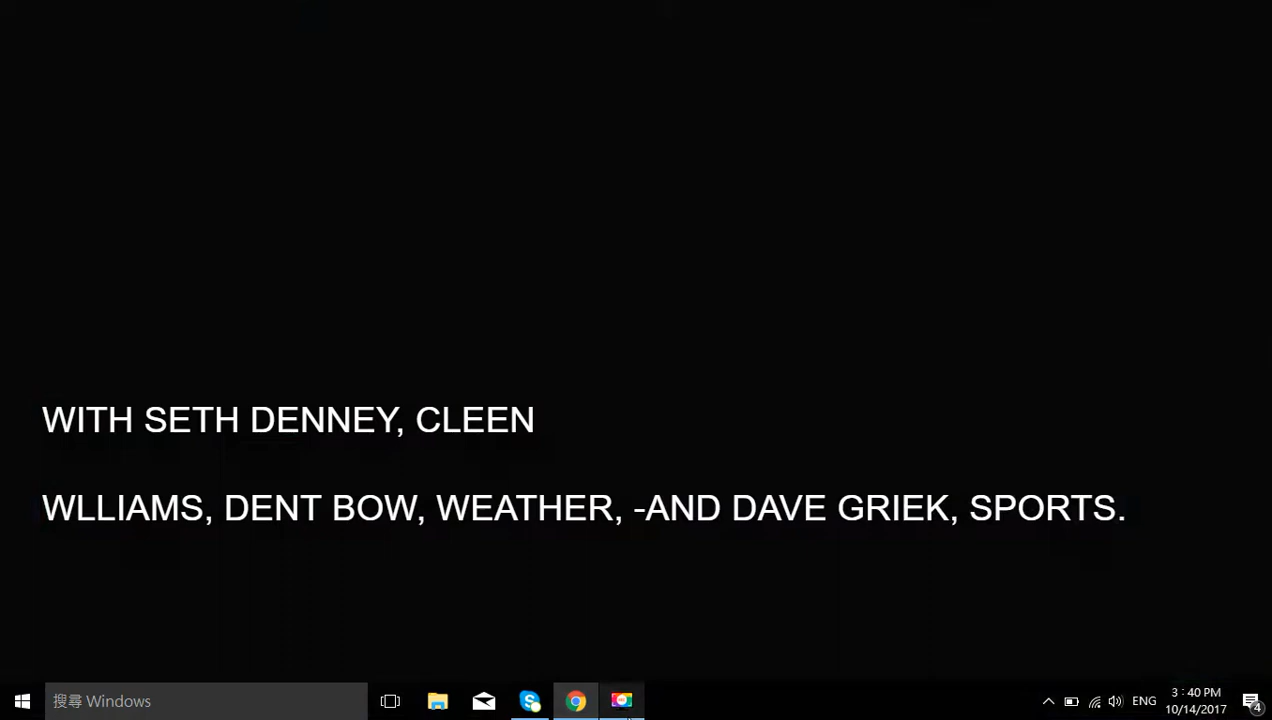 WITH SETH DENNEY, CLEEN
WLLIAMS, DENT BOW, WEATHER, -AND DAVE GRIEK, SPORTS.
搜尋 Windows
ENG
3:40 PM
10/14/2017
4